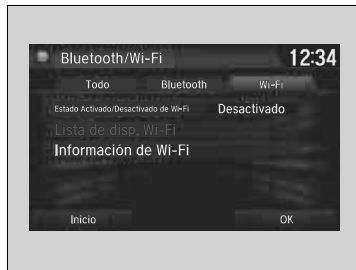 Bluetooth/Wi-Fi 12:34
Todo Bluetooth Wi-Fi
Estado Activado/Desactivado de Wi-Fi Desactivado
Lista de disp. Wi-Fi
Información de Wi-Fi
Inicio OK